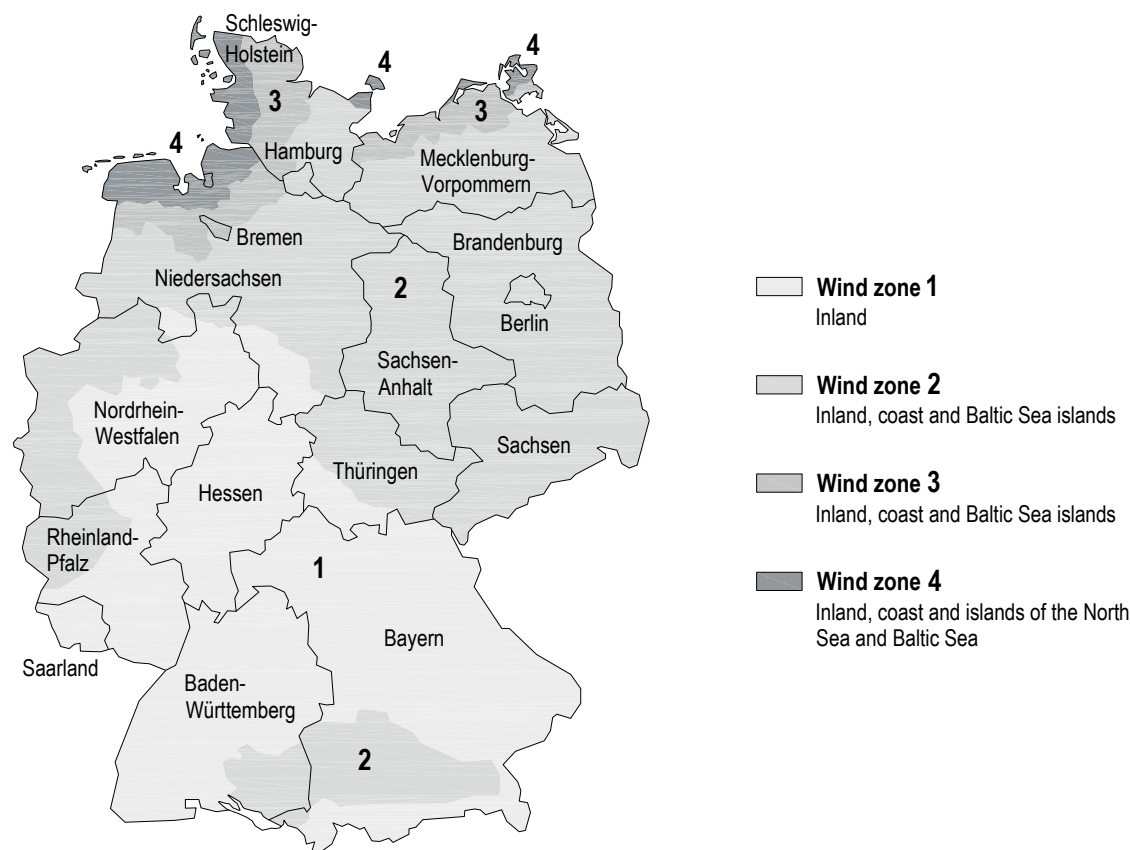 Schleswig-
Holstein
4
4
3
3
4
Hamburg
Mecklenburg-
Vorpommern
Bremen
Brandenburg
Niedersachsen
2
Berlin
Sachsen-
Anhalt
Nordrhein-
Westfalen
Sachsen
Thüringen
Hessen
Rheinland-
Pfalz
1
Bayern
Saarland
Baden-
Württemberg
2
Wind zone 1
Inland
Wind zone 2
Inland, coast and Baltic Sea islands
Wind zone 3
Inland, coast and Baltic Sea islands
Wind zone 4
Inland, coast and islands of the North
Sea and Baltic Sea